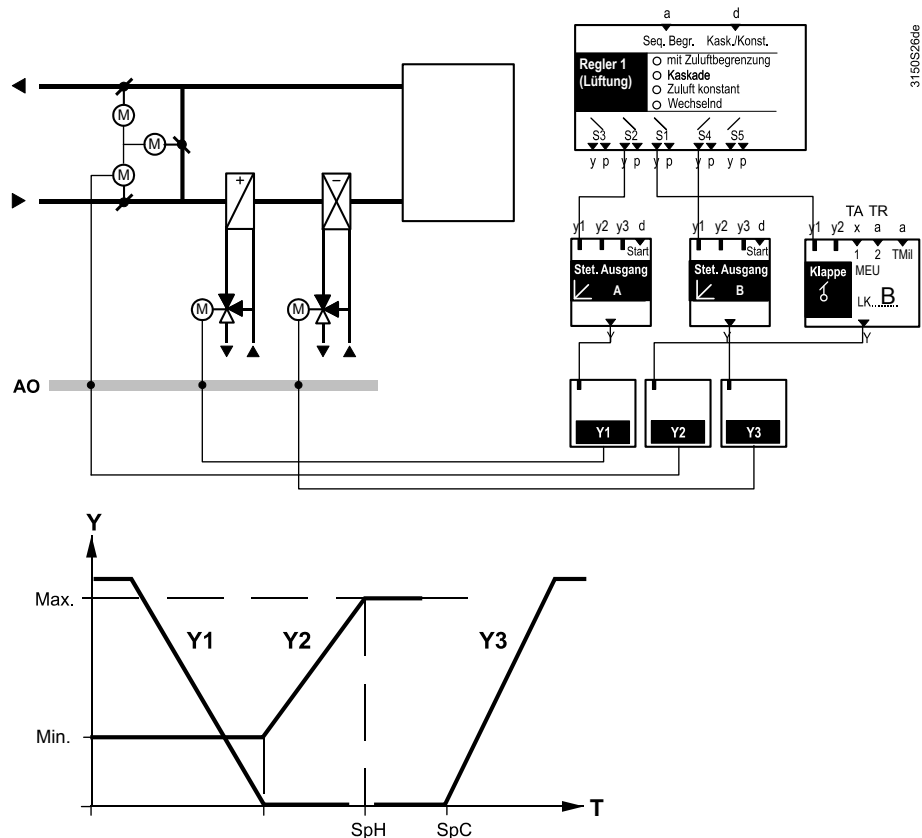 a d
Seq. Begr. Kask./Konst.
Regler 1
(Lüftung)
mit Zuluftbegrenzung
Kaskade
Zuluft konstant
Wechselnd
S3 S2 S1 S4 S5
y p y p y p y p y p
3150S26de
M
M
M
+
−
M
M
AO
TA TR
y1 y2 y3 d
Start
Stet. Ausgang
A
Y
y1 y2 y3 d
Start
Stet. Ausgang
B
Y
y1 y2 x a a
1 2 TMil
Klappe
MEU
LK... B
Y
Y1 Y2 Y3
Y
Max.
Y1 Y2 Y3
Min.
T
SpH SpC